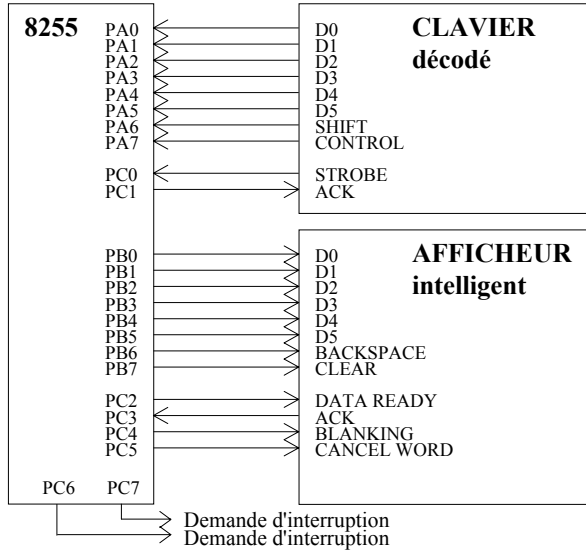 8255
PA0
PA1
PA2
PA3
PA4
PA5
PA6
PA7
PC0
PC1
PB0
PB1
PB2
PB3
PB4
PB5
PB6
PB7
PC2
PC3
PC4
PC5
PC6 PC7
D0
D1
D2
D3
D4
D5
SHIFT
CONTROL
STROBE
ACK
CLAVIER
décodé
D0
D1
D2
D3
D4
D5
BACKSPACE
CLEAR
DATA READY
ACK
BLANKING
CANCEL WORD
AFFICHEUR
intelligent
Demande d'interruption
Demande d'interruption